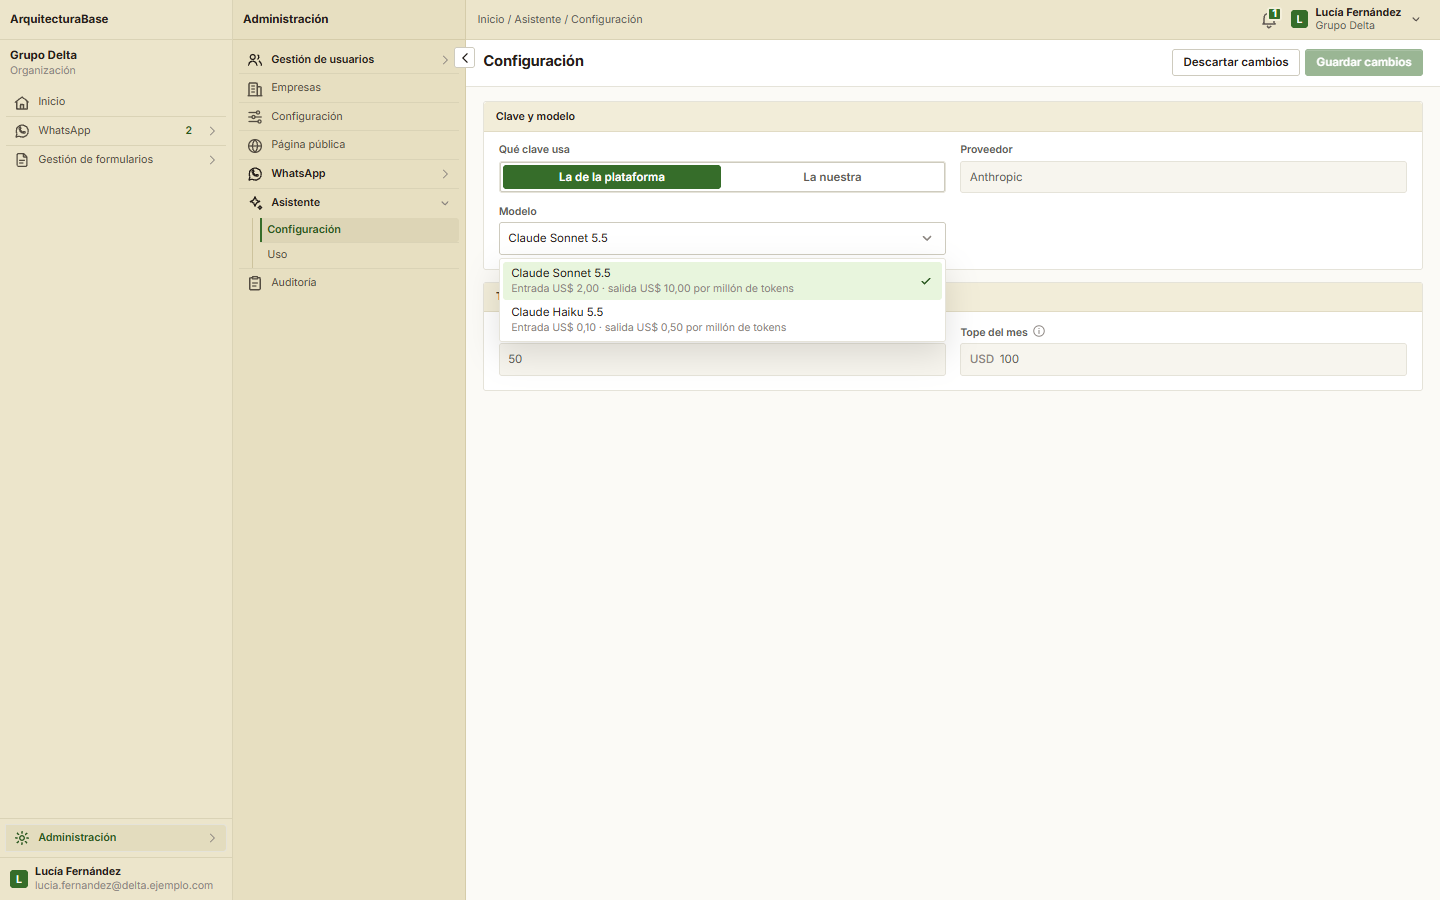 ArquitecturaBase
Grupo Delta
Organización
Inicio
WhatsApp 2
Gestión de formularios
Administración
Lucía Fernández
lucia.fernandez@delta.ejemplo.com
Administración
Gestión de usuarios
Empresas
Configuración
Página pública
WhatsApp
Asistente
Configuración
Uso
Auditoría
Inicio / Asistente / Configuración
1
L
Lucía Fernández
Grupo Delta
Configuración
Descartar cambios
Guardar cambios
Clave y modelo
Qué clave usa
La de la plataforma
La nuestra
Proveedor
Anthropic
Modelo
Claude Sonnet 5.5
Claude Sonnet 5.5
Entrada US$ 2,00 · salida US$ 10,00 por millón de tokens
Claude Haiku 5.5
Entrada US$ 0,10 · salida US$ 0,50 por millón de tokens
50
Tope del mes
USD 100
L